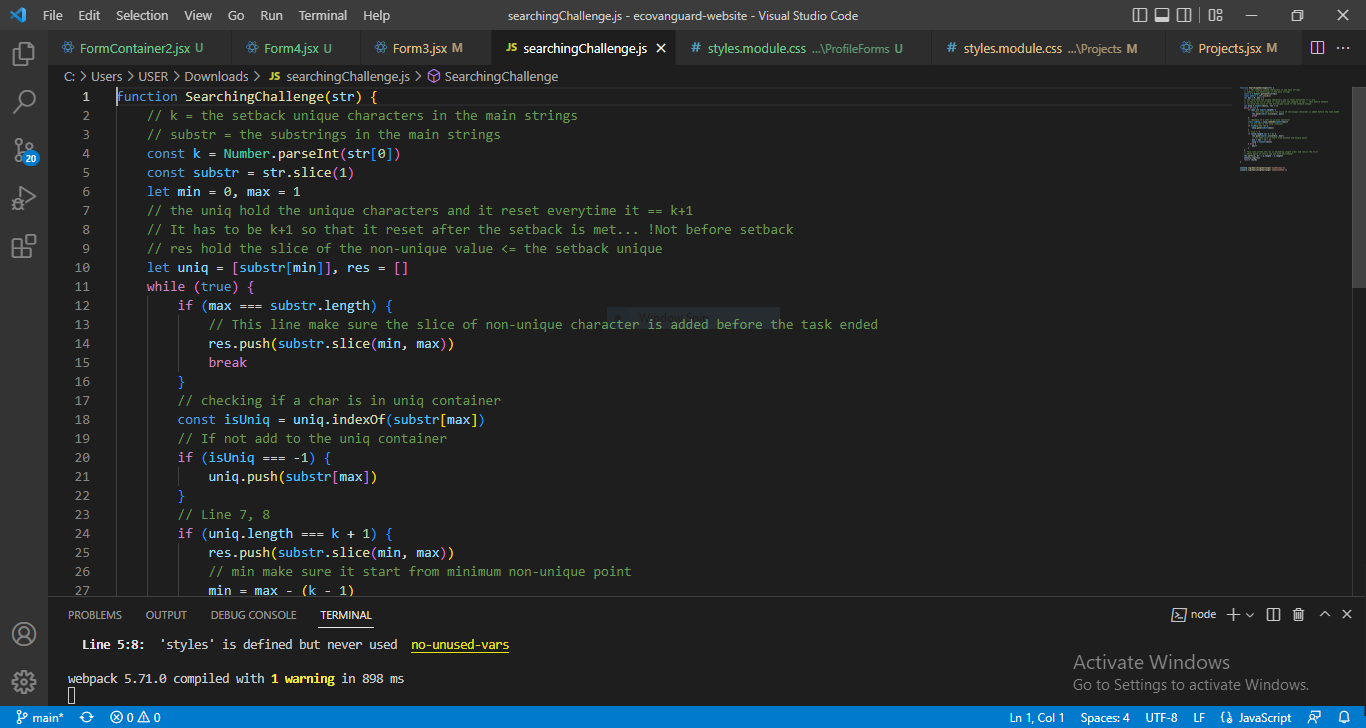 File Edit Selection View Go Run Terminal Help searchingChallenge.js - ecovanguard-website - Visual Studio Code
FormContainer2.jsx U Form4.jsx U Form3.jsx M JS searchingChallenge.js # styles.module.css ...\ProfileForms U # styles.module.css ...\Projects M Projects.jsx M
C: > Users > USER > Downloads > JS searchingChallenge.js > SearchingChallenge
1 function SearchingChallenge(str) {
2 // k = the setback unique characters in the main strings
3 // substr = the substrings in the main strings
4 const k = Number.parseInt(str[0])
5 const substr = str.slice(1)
6 let min = 0, max = 1
7 // the uniq hold the unique characters and it reset everytime it == k+1
8 // It has to be k+1 so that it reset after the setback is met... !Not before setback
9 // res hold the slice of the non-unique value <= the setback unique
10 let uniq = [substr[min]], res = []
11 while (true) {
12 if (max === substr.length) {
13 // This line make sure the slice of non-unique character is added before the task ended
14 res.push(substr.slice(min, max))
15 break
16 }
17 // checking if a char is in uniq container
18 const isUniq = uniq.indexOf(substr[max])
19 // If not add to the uniq container
20 if (isUniq === -1) {
21 uniq.push(substr[max])
22 }
23 // Line 7, 8
24 if (uniq.length === k + 1) {
25 res.push(substr.slice(min, max))
26 // min make sure it start from minimum non-unique point
27 min = max - (k - 1)
20
PROBLEMS OUTPUT DEBUG CONSOLE TERMINAL node
Line 5:8: 'styles' is defined but never used no-unused-vars
webpack 5.71.0 compiled with 1 warning in 898 ms
Activate Windows
Go to Settings to activate Windows.
main* 0 0 Ln 1, Col 1 Spaces: 4 UTF-8 LF JavaScript